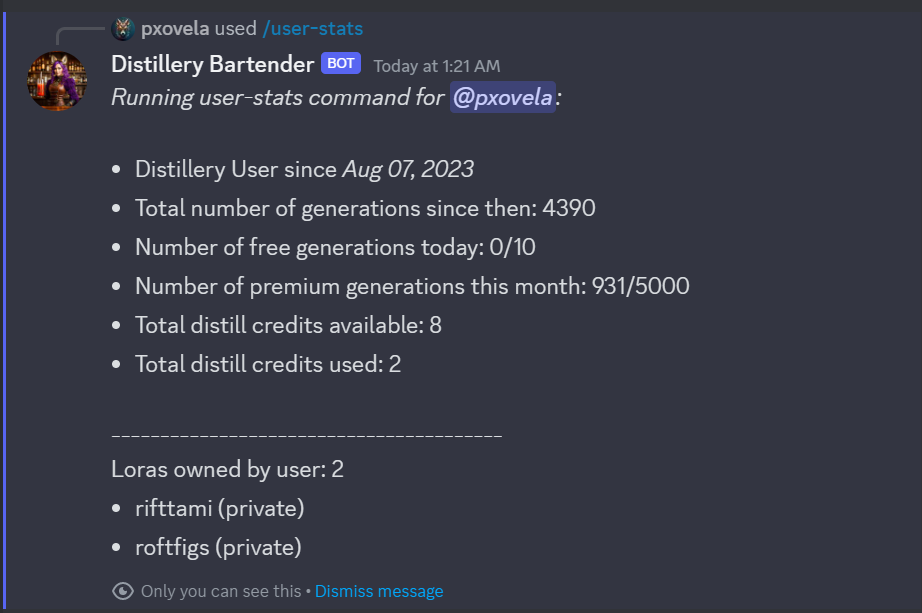 pxovela used /user-stats
Distillery Bartender BOT Today at 1:21 AM
Running user-stats command for @pxovela:
• Distillery User since Aug 07, 2023
• Total number of generations since then: 4390
• Number of free generations today: 0/10
• Number of premium generations this month: 931/5000
• Total distill credits available: 8
• Total distill credits used: 2
----------------------------------------
Loras owned by user: 2
• rifttami (private)
• roftfigs (private)
Only you can see this • Dismiss message